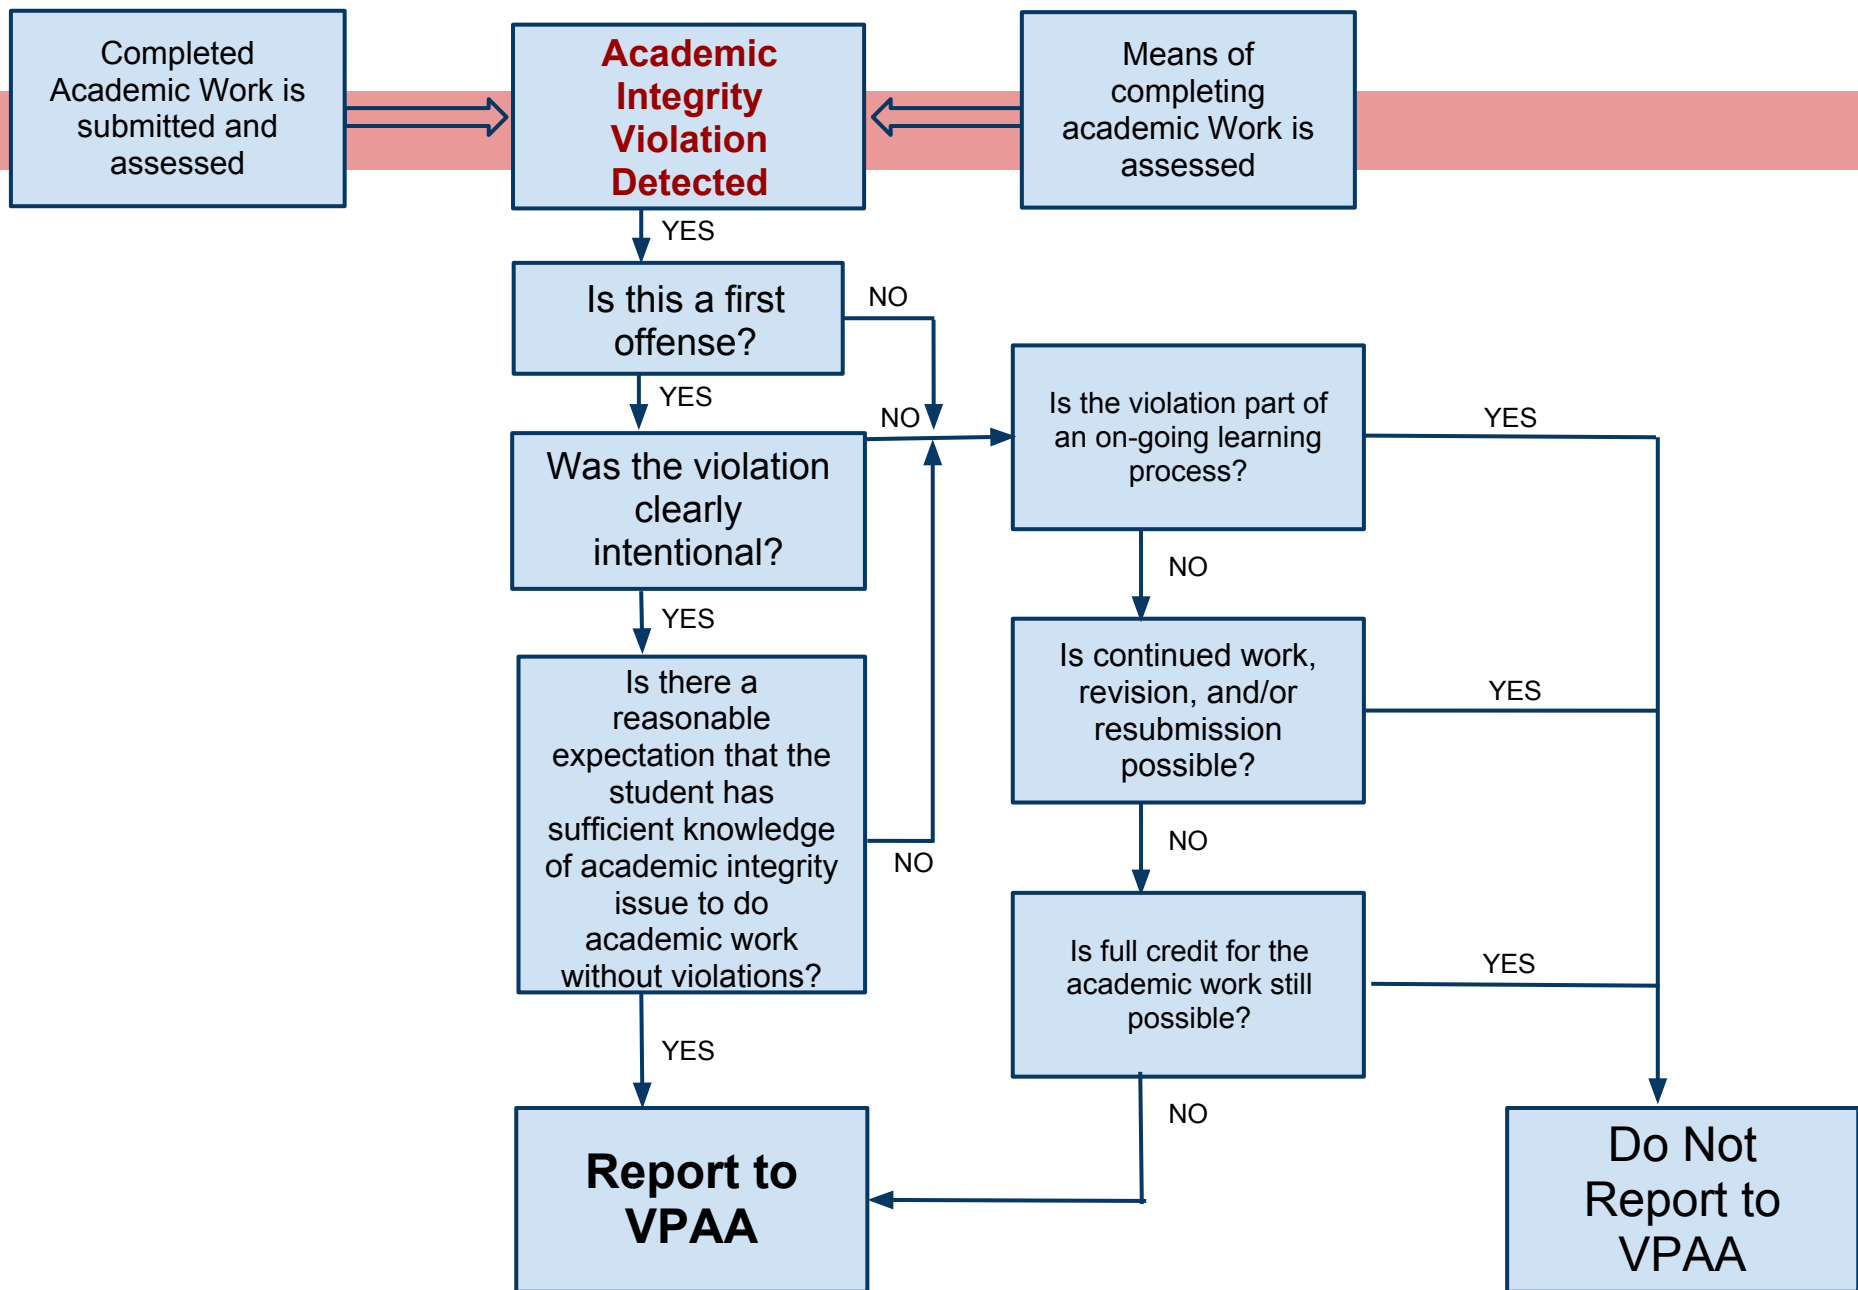 Completed
Academic Work is
submitted and
assessed
Academic
Integrity
Violation
Detected
Means of
completing
academic Work is
assessed
YES
Is this a first
offense?
NO
YES
Was the violation
clearly
intentional?
NO
Is the violation part of
an on-going learning
process?
YES
NO
YES
Is there a
reasonable
expectation that the
student has
sufficient knowledge
of academic integrity
issue to do
academic work
without violations?
NO
Is continued work,
revision, and/or
resubmission
possible?
YES
NO
Is full credit for the
academic work still
possible?
YES
YES
NO
Report to
VPAA
Do Not
Report to
VPAA